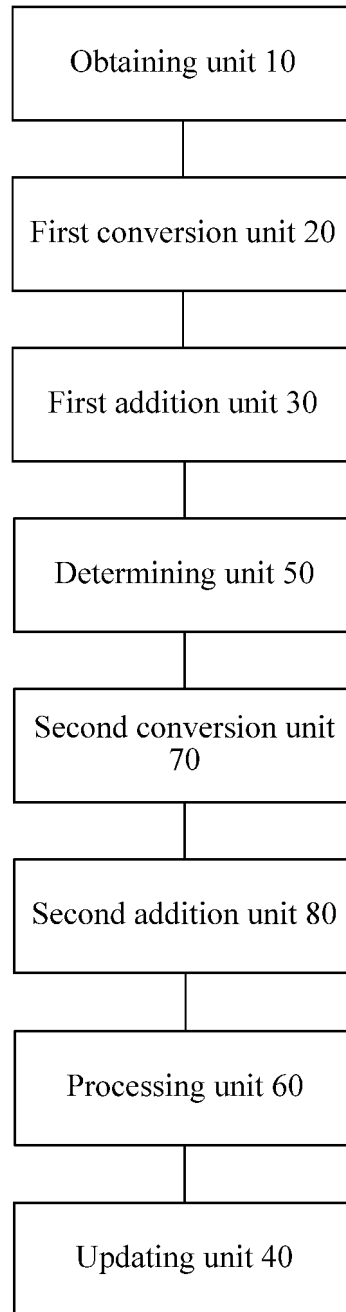 Obtaining unit 10
First conversion unit 20
First addition unit 30
Determining unit 50
Second conversion unit
70
Second addition unit 80
Processing unit 60
Updating unit 40